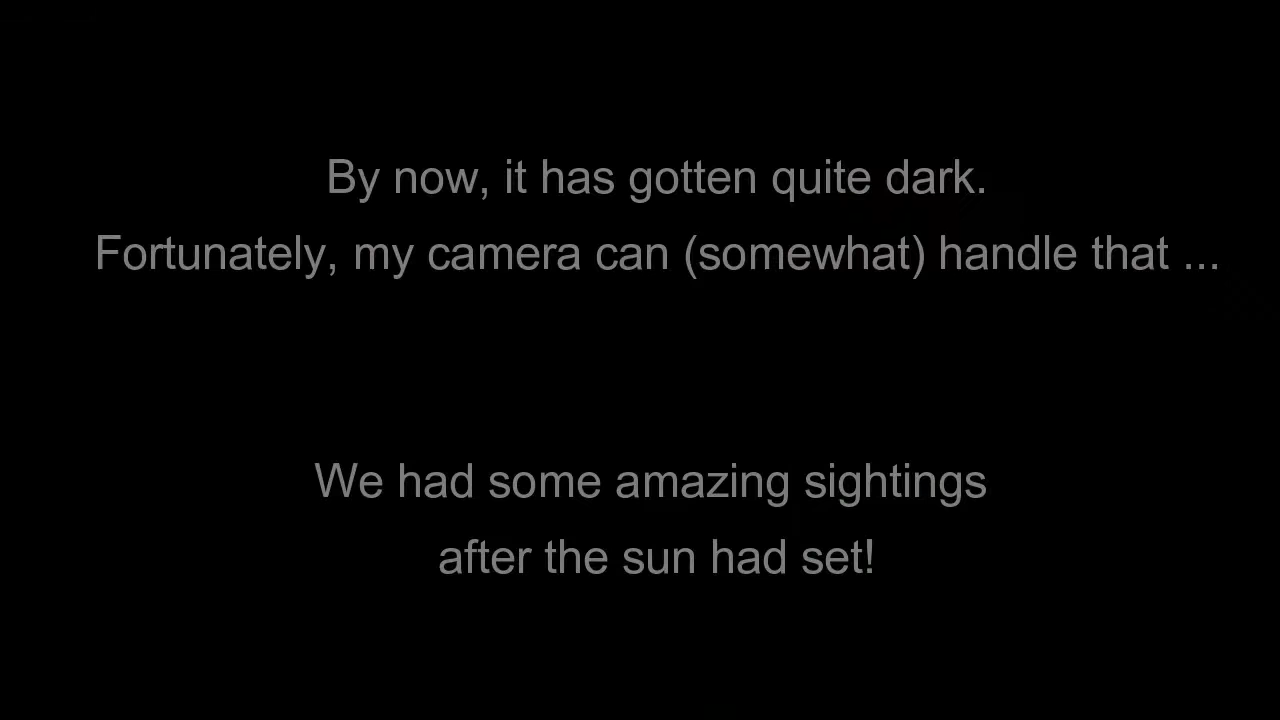 By now, it has gotten quite dark.
Fortunately, my camera can (somewhat) handle that ...
We had some amazing sightings
after the sun had set!